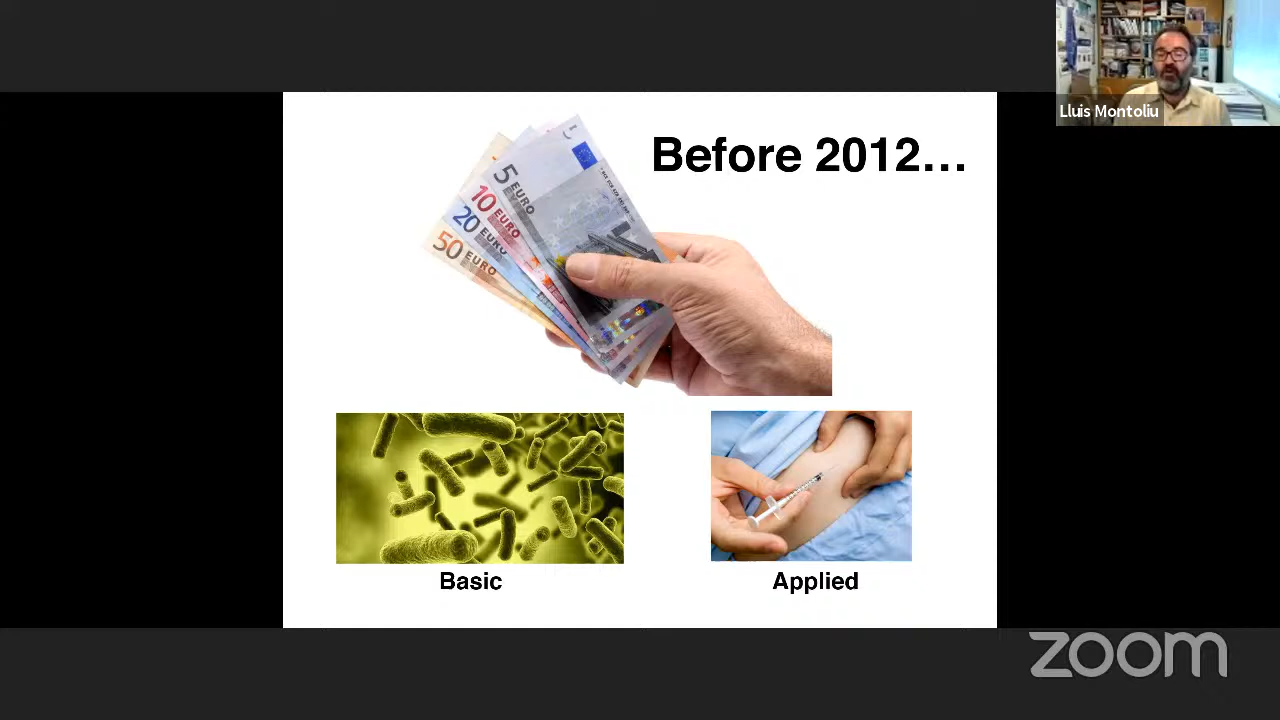 Lluis Montoliu
Before 2012…
5 EURO
10 EURO
20 EURO
50 EURO
Basic
Applied
zoom